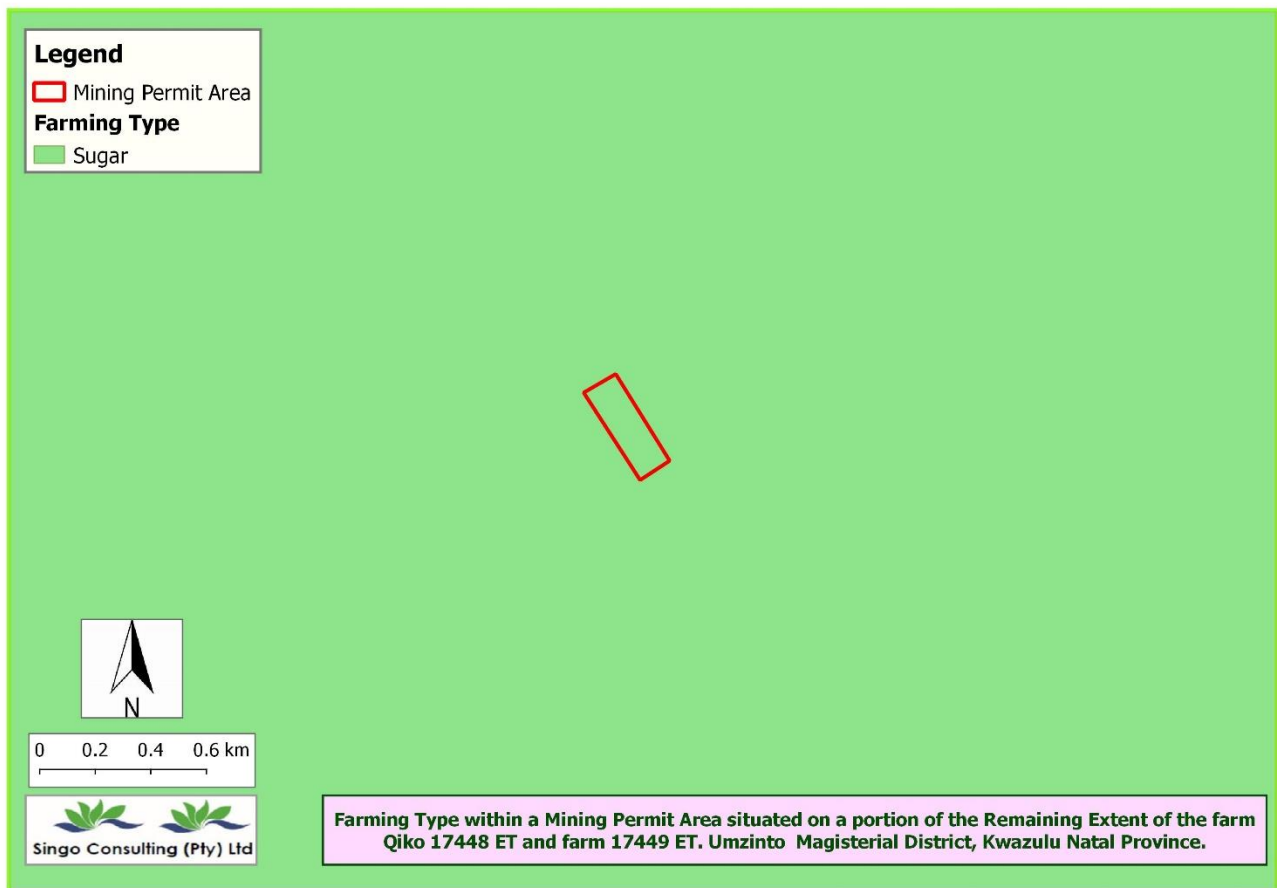 Legend
Mining Permit Area
Farming Type
Sugar
N
0 0.2 0.4 0.6 km
Singo Consulting (Pty) Ltd
Farming Type within a Mining Permit Area situated on a portion of the Remaining Extent of the farm
Qiko 17448 ET and farm 17449 ET. Umzinto Magisterial District, Kwazulu Natal Province.